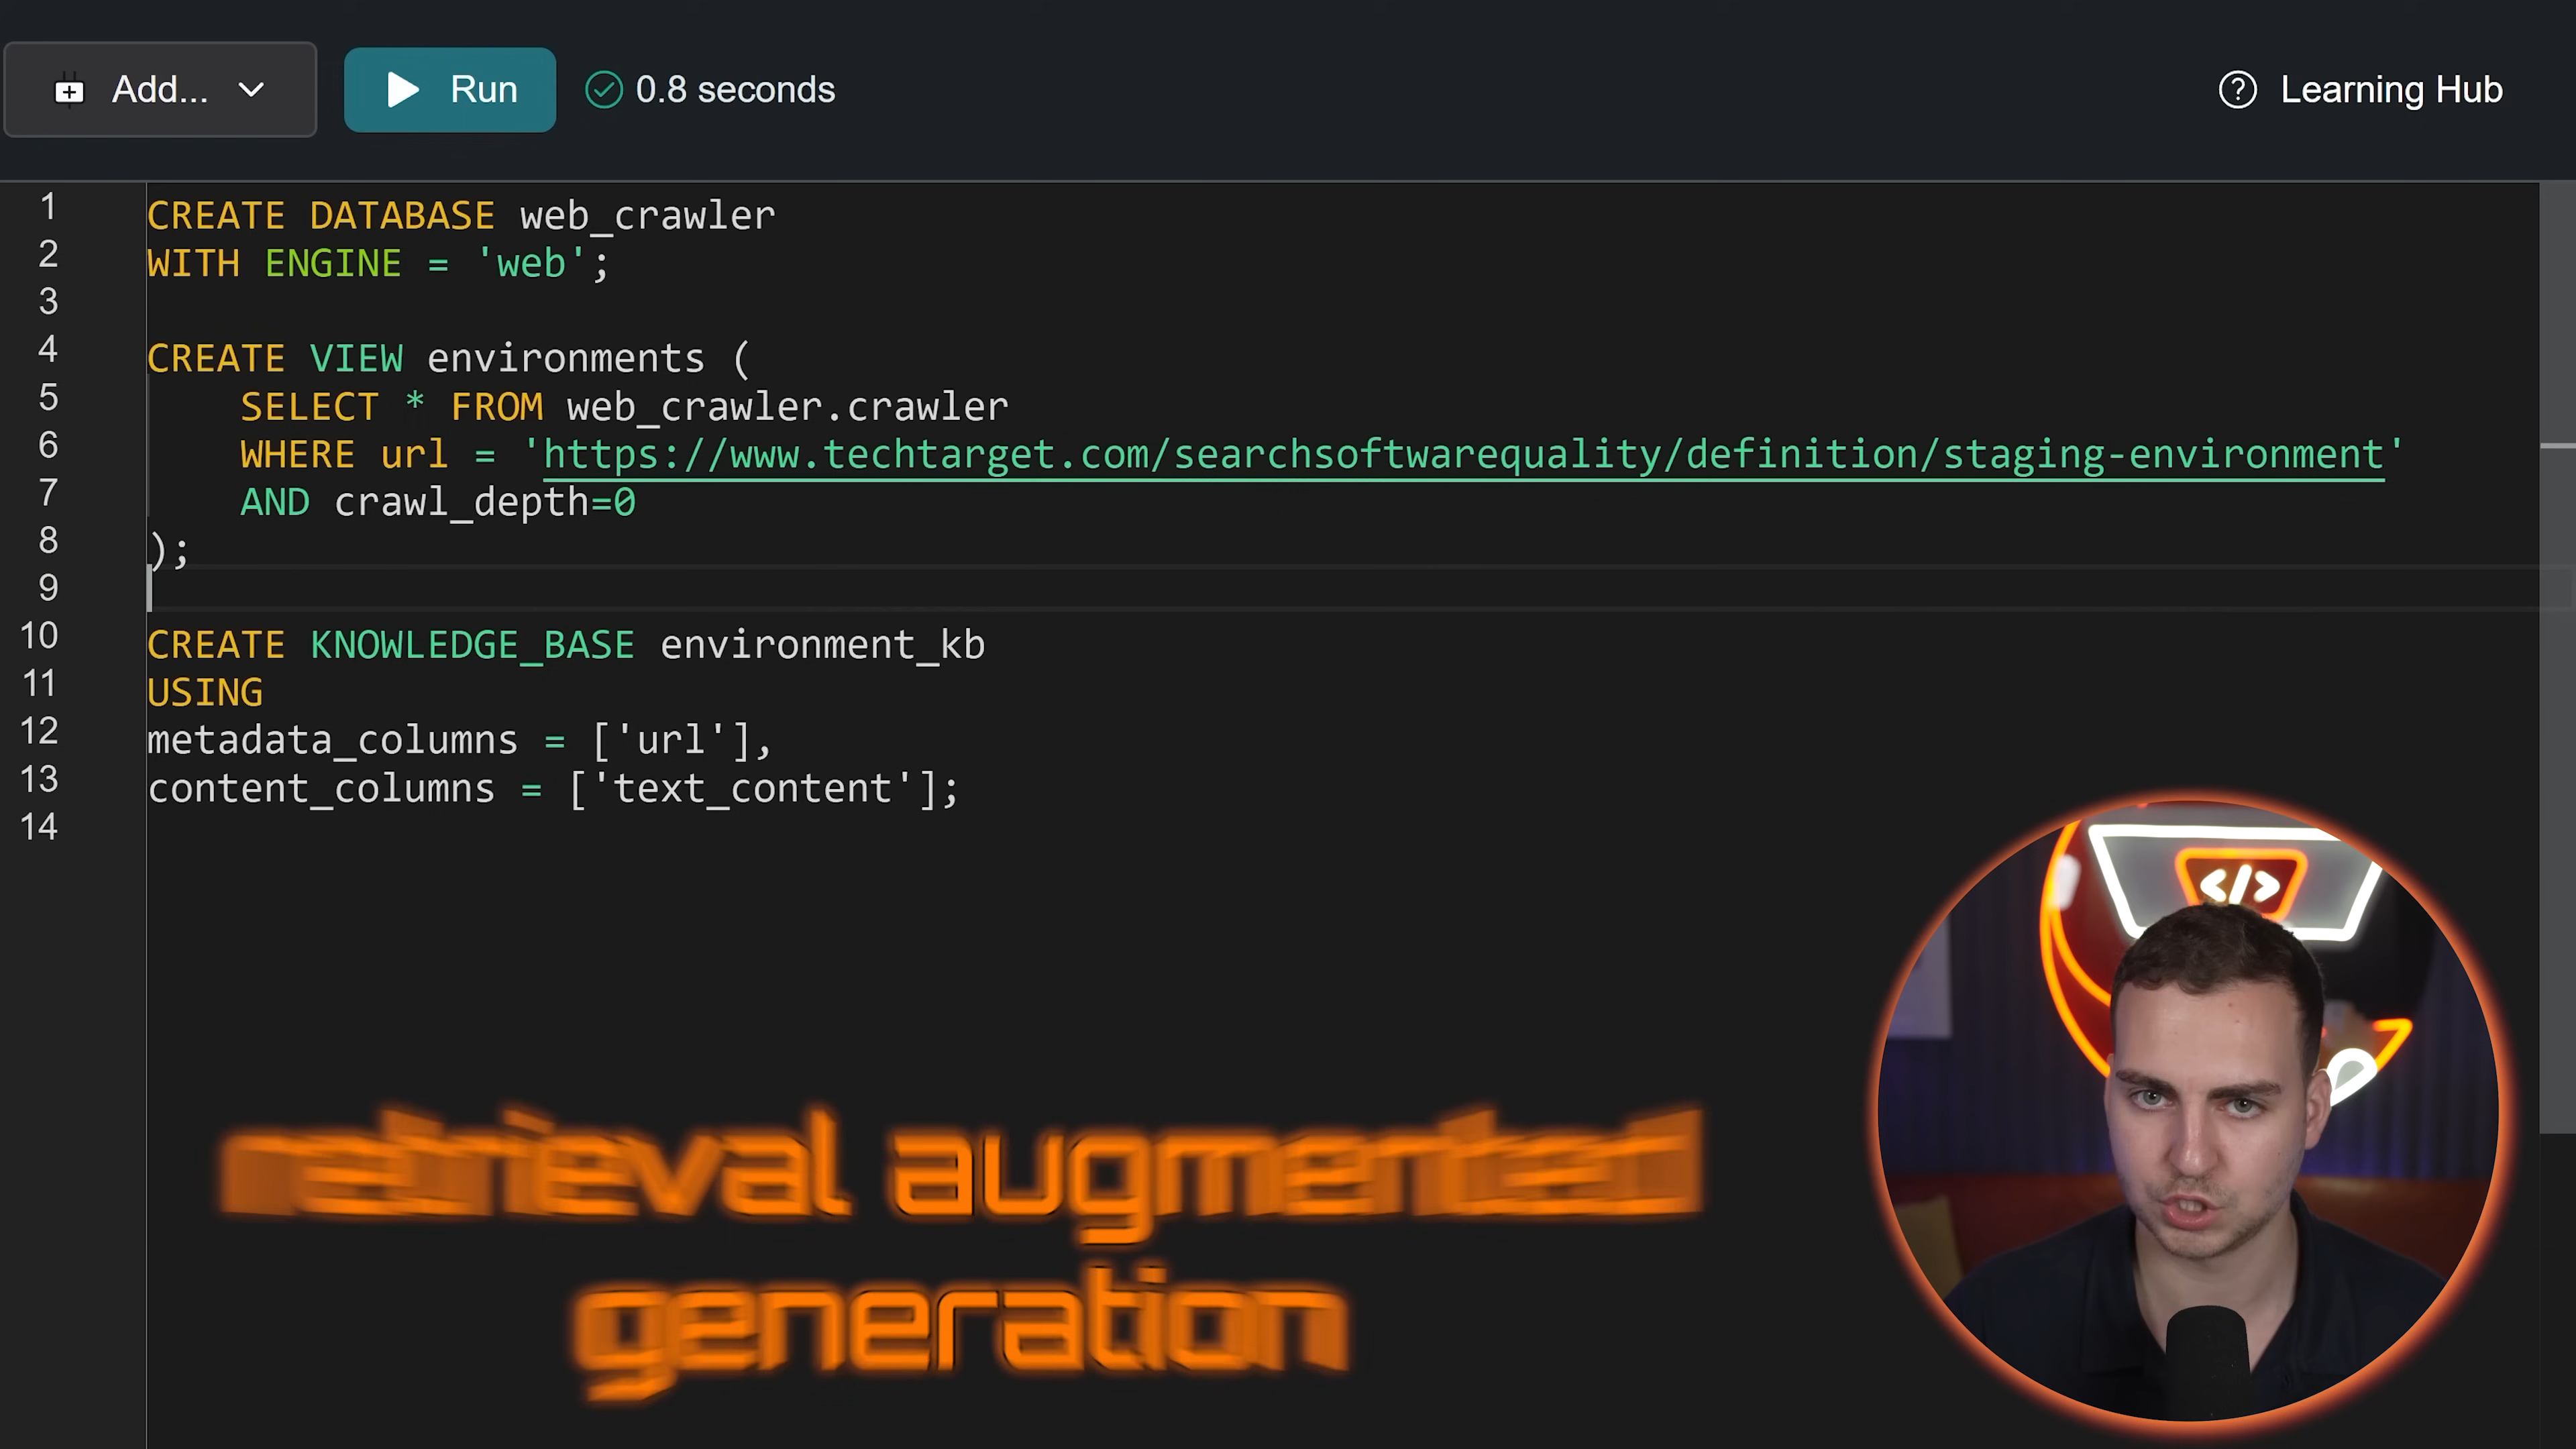 Add...
Run
0.8 seconds
Learning Hub
1 CREATE DATABASE web_crawler
2 WITH ENGINE = 'web';
3
4 CREATE VIEW environments (
5 SELECT * FROM web_crawler.crawler
6 WHERE url = 'https://www.techtarget.com/searchsoftwarequality/definition/staging-environment'
7 AND crawl_depth=0
8 );
9
10 CREATE KNOWLEDGE_BASE environment_kb
11 USING
12 metadata_columns = ['url'],
13 content_columns = ['text_content'];
14
</>
retrieval augmented
generation